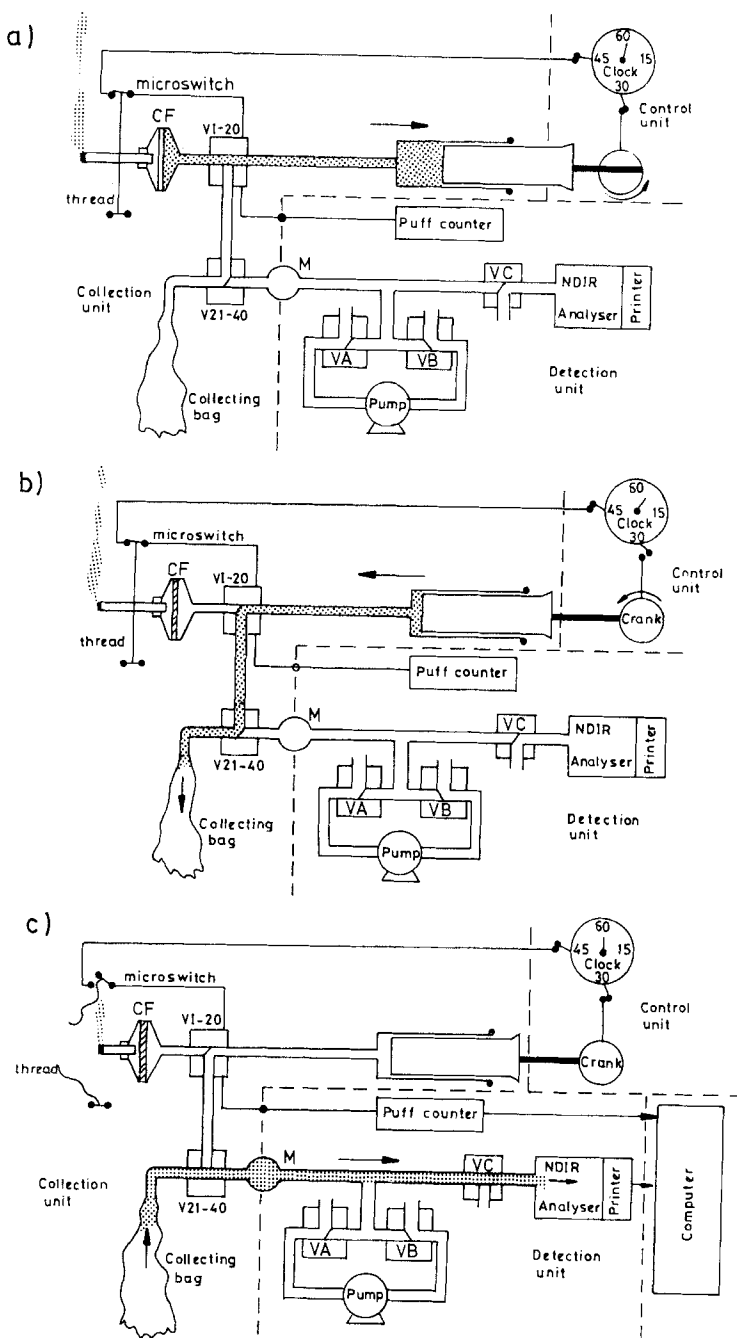 a)
60
45 15
Clock
30
microswitch
CF
VI-20
Control
unit
thread
Puff counter
M
VC
NDIR
Analyser
Printer
Collection
unit
V21-40
VA
VB
Detection
unit
Collecting
bag
Pump
b)
60
45 15
Clock
30
microswitch
CF
VI-20
Control
unit
Crank
thread
Puff counter
M
VC
NDIR
Analyser
Printer
V21-40
VA
VB
Collecting
bag
Detection
unit
Pump
c)
60
45 15
Clock
30
microswitch
CF
VI-20
Control
unit
Crank
thread
Puff counter
M
VC
NDIR
Analyser
Printer
Computer
Collection
unit
V21-40
VA
VB
Detection
unit
Collecting
bag
Pump